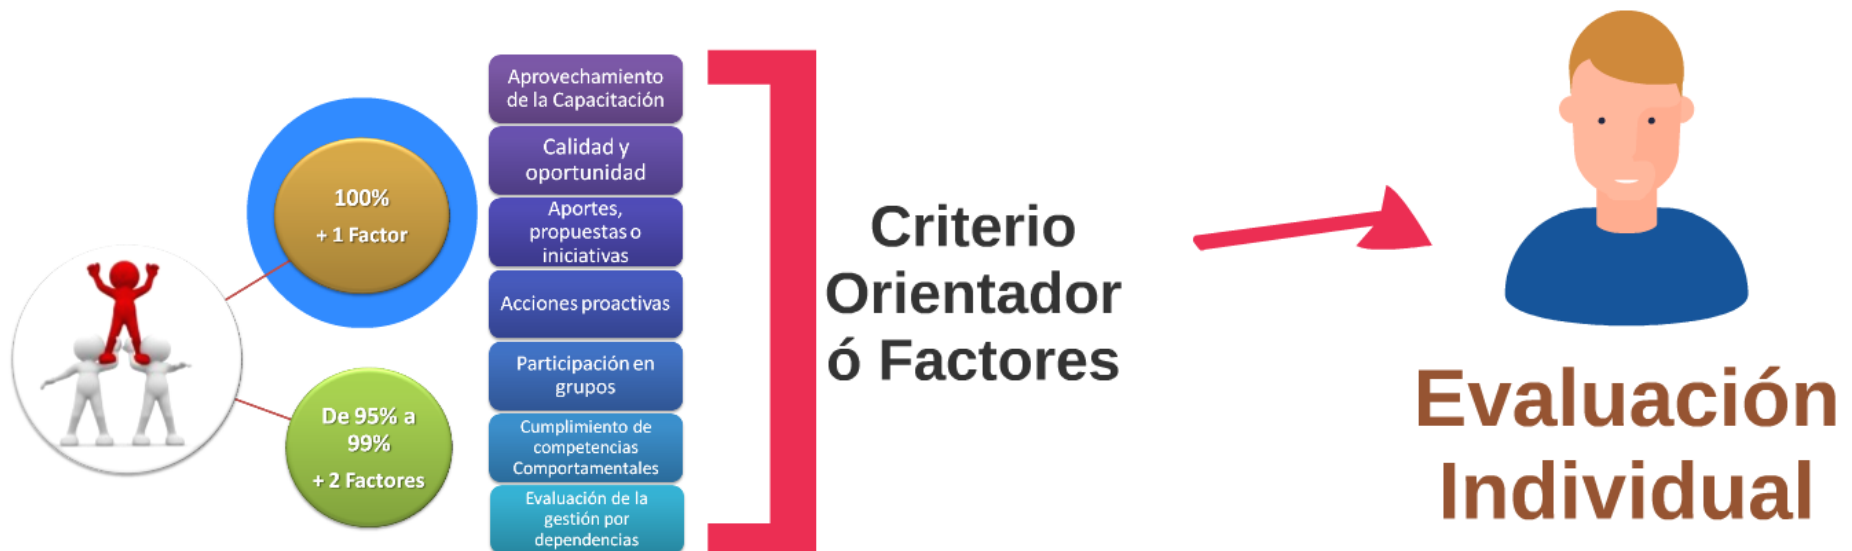 100%
+ 1 Factor
De 95% a
99%
+ 2 Factores
Aprovechamiento
de la Capacitación
Calidad y
oportunidad
Aportes,
propuestas o
iniciativas
Acciones proactivas
Participación en
grupos
Cumplimiento de
competencias
Comportamentales
Evaluación de la
gestión por
dependencias
Criterio
Orientador
ó Factores
Evaluación
Individual